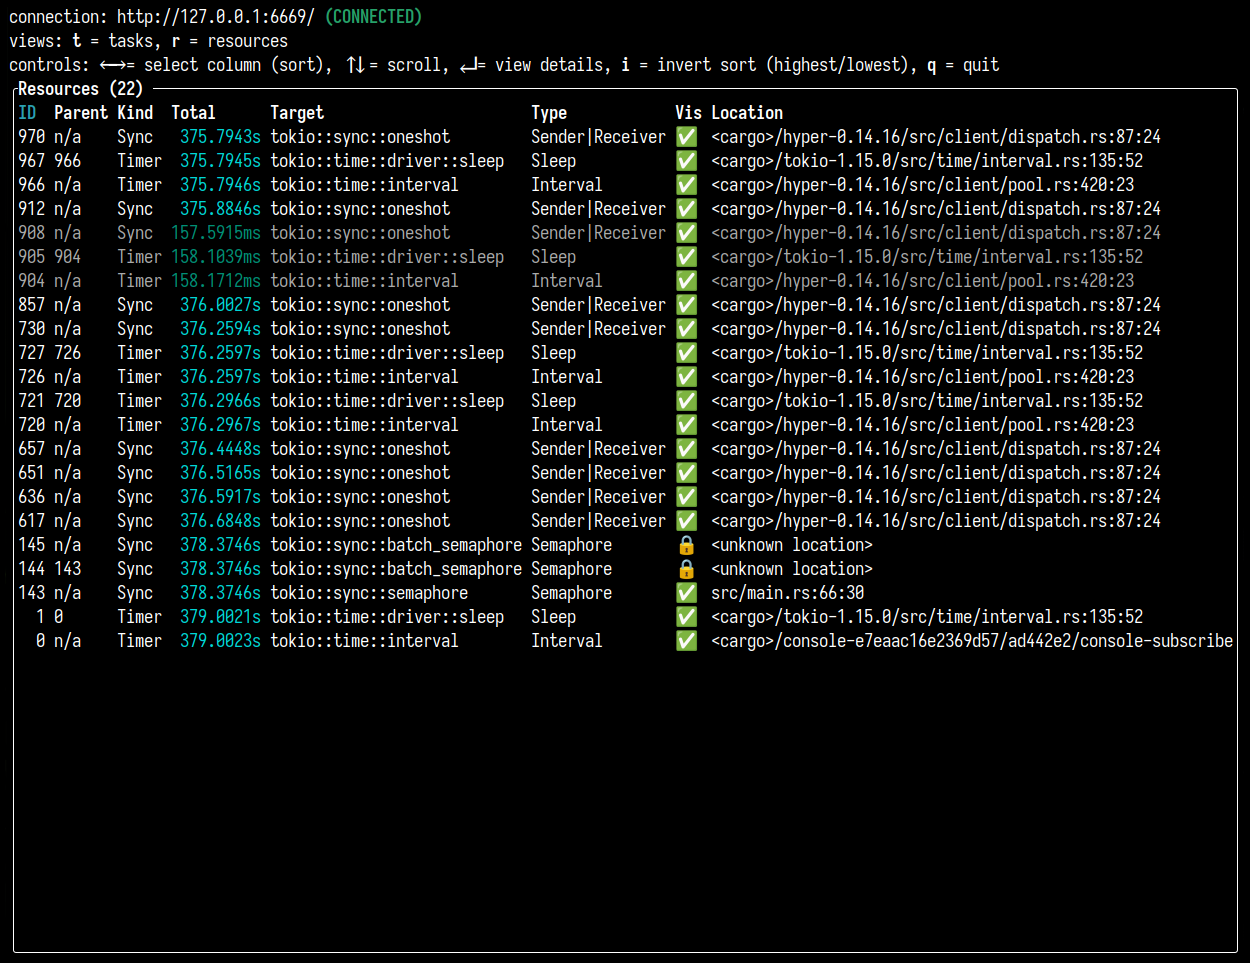 connection: http://127.0.0.1:6669/ (CONNECTED)
views: t = tasks, r = resources
controls: ←→= select column (sort), ↑↓= scroll, ↵= view details, i = invert sort (highest/lowest), q = quit
Resources (22)
ID Parent Kind Total Target Type Vis Location
970 n/a Sync 375.7943s tokio::sync::oneshot Sender|Receiver ✅ <cargo>/hyper-0.14.16/src/client/dispatch.rs:87:24
967 966 Timer 375.7945s tokio::time::driver::sleep Sleep ✅ <cargo>/tokio-1.15.0/src/time/interval.rs:135:52
966 n/a Timer 375.7946s tokio::time::interval Interval ✅ <cargo>/hyper-0.14.16/src/client/pool.rs:420:23
912 n/a Sync 375.8846s tokio::sync::oneshot Sender|Receiver ✅ <cargo>/hyper-0.14.16/src/client/dispatch.rs:87:24
908 n/a Sync 157.5915ms tokio::sync::oneshot Sender|Receiver ✅ <cargo>/hyper-0.14.16/src/client/dispatch.rs:87:24
905 904 Timer 158.1039ms tokio::time::driver::sleep Sleep ✅ <cargo>/tokio-1.15.0/src/time/interval.rs:135:52
904 n/a Timer 158.1712ms tokio::time::interval Interval ✅ <cargo>/hyper-0.14.16/src/client/pool.rs:420:23
857 n/a Sync 376.0027s tokio::sync::oneshot Sender|Receiver ✅ <cargo>/hyper-0.14.16/src/client/dispatch.rs:87:24
730 n/a Sync 376.2594s tokio::sync::oneshot Sender|Receiver ✅ <cargo>/hyper-0.14.16/src/client/dispatch.rs:87:24
727 726 Timer 376.2597s tokio::time::driver::sleep Sleep ✅ <cargo>/tokio-1.15.0/src/time/interval.rs:135:52
726 n/a Timer 376.2597s tokio::time::interval Interval ✅ <cargo>/hyper-0.14.16/src/client/pool.rs:420:23
721 720 Timer 376.2966s tokio::time::driver::sleep Sleep ✅ <cargo>/tokio-1.15.0/src/time/interval.rs:135:52
720 n/a Timer 376.2967s tokio::time::interval Interval ✅ <cargo>/hyper-0.14.16/src/client/pool.rs:420:23
657 n/a Sync 376.4448s tokio::sync::oneshot Sender|Receiver ✅ <cargo>/hyper-0.14.16/src/client/dispatch.rs:87:24
651 n/a Sync 376.5165s tokio::sync::oneshot Sender|Receiver ✅ <cargo>/hyper-0.14.16/src/client/dispatch.rs:87:24
636 n/a Sync 376.5917s tokio::sync::oneshot Sender|Receiver ✅ <cargo>/hyper-0.14.16/src/client/dispatch.rs:87:24
617 n/a Sync 376.6848s tokio::sync::oneshot Sender|Receiver ✅ <cargo>/hyper-0.14.16/src/client/dispatch.rs:87:24
145 n/a Sync 378.3746s tokio::sync::batch_semaphore Semaphore 🔒 <unknown location>
144 143 Sync 378.3746s tokio::sync::batch_semaphore Semaphore 🔒 <unknown location>
143 n/a Sync 378.3746s tokio::sync::semaphore Semaphore ✅ src/main.rs:66:30
1 0 Timer 379.0021s tokio::time::driver::sleep Sleep ✅ <cargo>/tokio-1.15.0/src/time/interval.rs:135:52
0 n/a Timer 379.0023s tokio::time::interval Interval ✅ <cargo>/console-e7eaac16e2369d57/ad442e2/console-subscribe